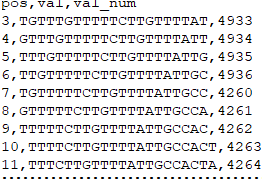 pos,val,val_num
3,TGTTTGTTTTTCTTGTTTTAT,4933
4,GTTTGTTTTTCTTGTTTTATT,4934
5,TTTGTTTTTCTTGTTTTATTG,4935
6,TTGTTTTTCTTGTTTTATTGC,4936
7,TGTTTTTCTTGTTTTATTGCC,4260
8,GTTTTTCTTGTTTTATTGCCA,4261
9,TTTTTCTTGTTTTATTGCCAC,4262
10,TTTTCTTGTTTTATTGCCACT,4263
11,TTTCTTGTTTTATTGCCACTA,4264